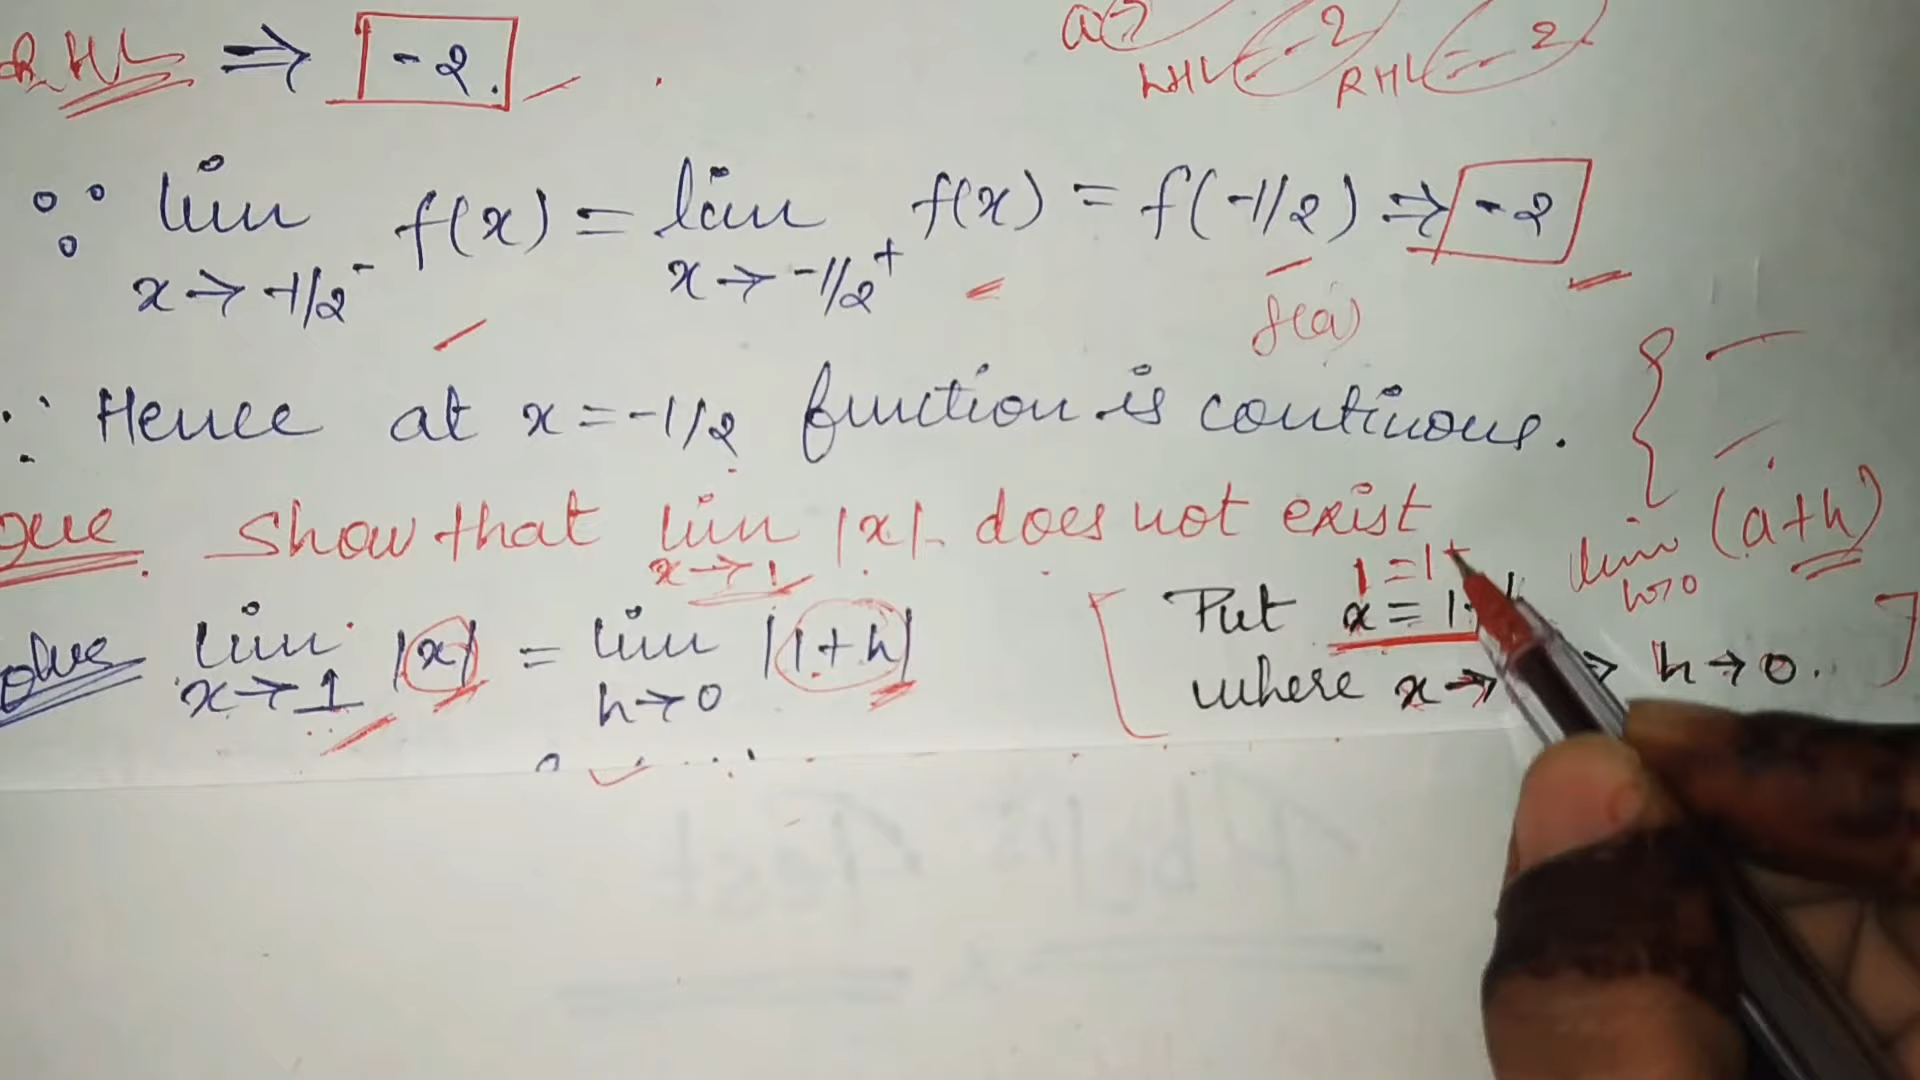 RHL ⇒ -2.
a→
LHL = -2 RHL = -2
∵ lim x→-1/2⁻ f(x) = lim x→-1/2⁺ f(x) = f(-1/2) ⇒ -2
f(a)
∵ Hence at x = -1/2 function is continuous.
que. Show that lim x→1 |x| does not exist
lim h→0 (a+h)
1 = 1+
solve lim x→1 |x| = lim h→0 |1+h| [Put x = 1+
where x→ ⇒ h→0.]